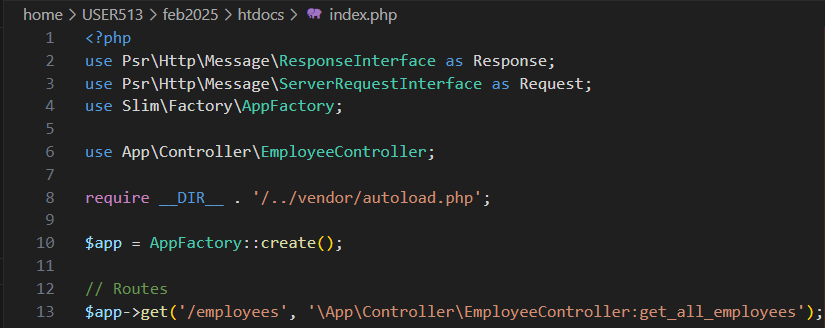 home > USER513 > feb2025 > htdocs > index.php
1 <?php
2 use Psr\Http\Message\ResponseInterface as Response;
3 use Psr\Http\Message\ServerRequestInterface as Request;
4 use Slim\Factory\AppFactory;
5
6 use App\Controller\EmployeeController;
7
8 require __DIR__ . '/../vendor/autoload.php';
9
10 $app = AppFactory::create();
11
12 // Routes
13 $app->get('/employees', '\App\Controller\EmployeeController:get_all_employees');